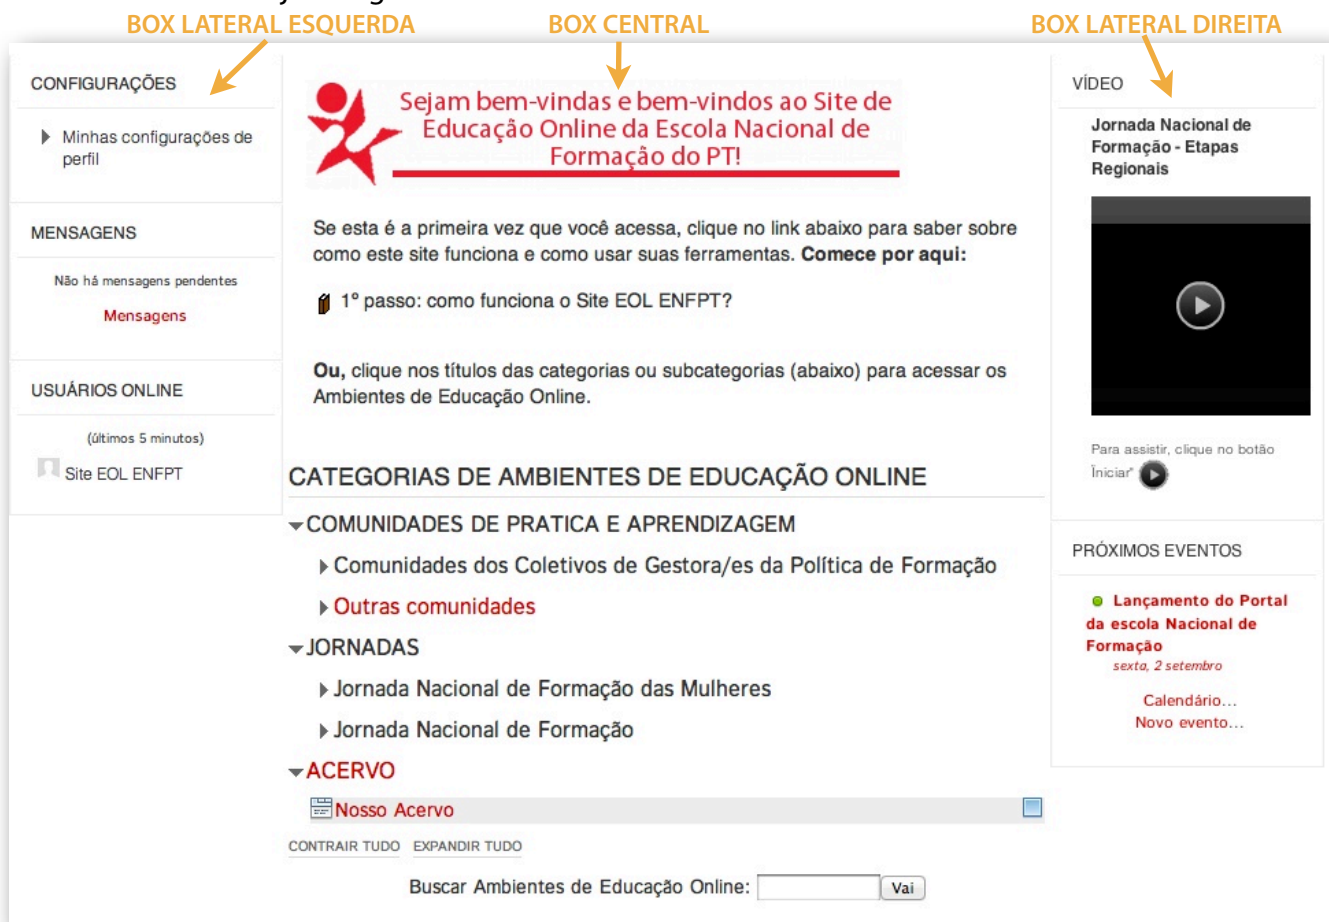 BOX LATERAL ESQUERDA
BOX CENTRAL
BOX LATERAL DIREITA
CONFIGURAÇÕES
Minhas configurações de
perfil
MENSAGENS
Não há mensagens pendentes
Mensagens
USUÁRIOS ONLINE
(últimos 5 minutos)
Site EOL ENFPT
Sejam bem-vindas e bem-vindos ao Site de
Educação Online da Escola Nacional de
Formação do PT!
Se esta é a primeira vez que você acessa, clique no link abaixo para saber sobre
como este site funciona e como usar suas ferramentas. Comece por aqui:
1º passo: como funciona o Site EOL ENFPT?
Ou, clique nos títulos das categorias ou subcategorias (abaixo) para acessar os
Ambientes de Educação Online.
CATEGORIAS DE AMBIENTES DE EDUCAÇÃO ONLINE
COMUNIDADES DE PRATICA E APRENDIZAGEM
Comunidades dos Coletivos de Gestora/es da Política de Formação
Outras comunidades
JORNADAS
Jornada Nacional de Formação das Mulheres
Jornada Nacional de Formação
ACERVO
Nosso Acervo
CONTRAIR TUDO EXPANDIR TUDO
Buscar Ambientes de Educação Online: Vai
VÍDEO
Jornada Nacional de
Formação - Etapas
Regionais
Para assistir, clique no botão
Ïniciar"
PRÓXIMOS EVENTOS
Lançamento do Portal
da escola Nacional de
Formação
sexta, 2 setembro
Calendário...
Novo evento...